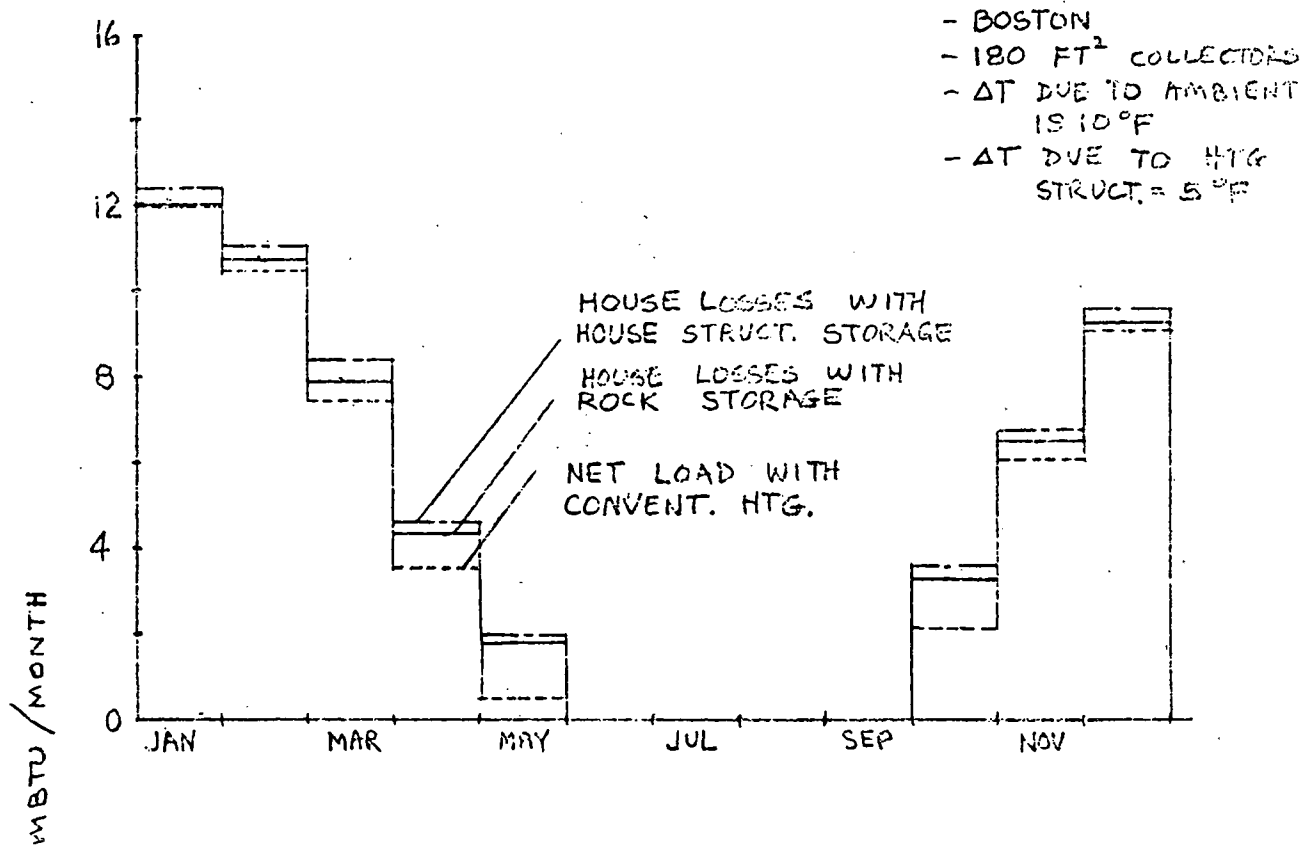 - BOSTON
- 180 FT² COLLECTORS
- ΔT DUE TO AMBIENT
IS 10°F
- ΔT DUE TO HTG
STRUCT. = 5°F
16
12
8
4
0
MBTU/MONTH
HOUSE LOSSES WITH
HOUSE STRUCT. STORAGE
HOUSE LOSSES WITH
ROCK STORAGE
NET LOAD WITH
CONVENT. HTG.
JAN MAR MAY JUL SEP NOV